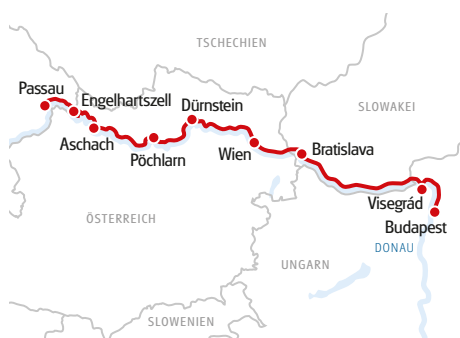 TSCHECHIEN
Passau
Engelhartszell
Dürnstein
SLOWAKEI
Aschach
Pöchlarn
Wien
Bratislava
Visegrád
ÖSTERREICH
Budapest
DONAU
UNGARN
SLOWENIEN